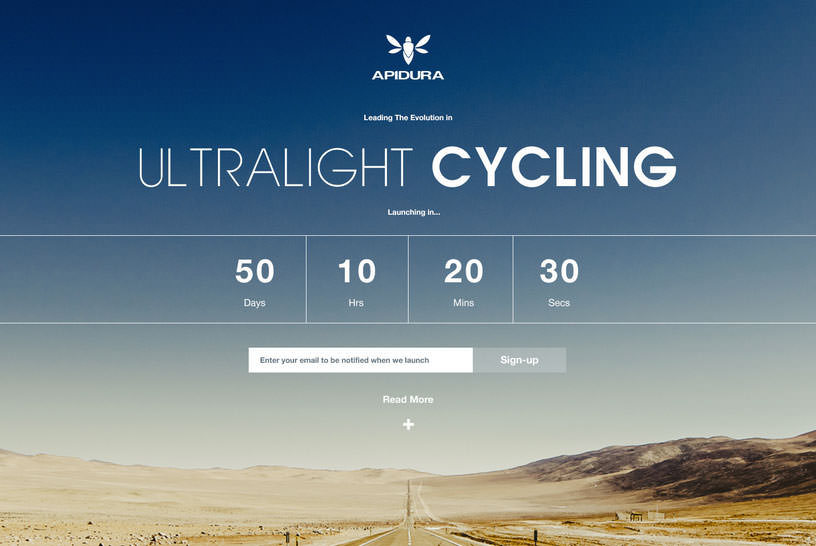 APIDURA
Leading The Evolution in
ULTRALIGHT CYCLING
Launching in...
50 10 20 30
Days Hrs Mins Secs
Enter your email to be notified when we launch Sign-up
Read More
+